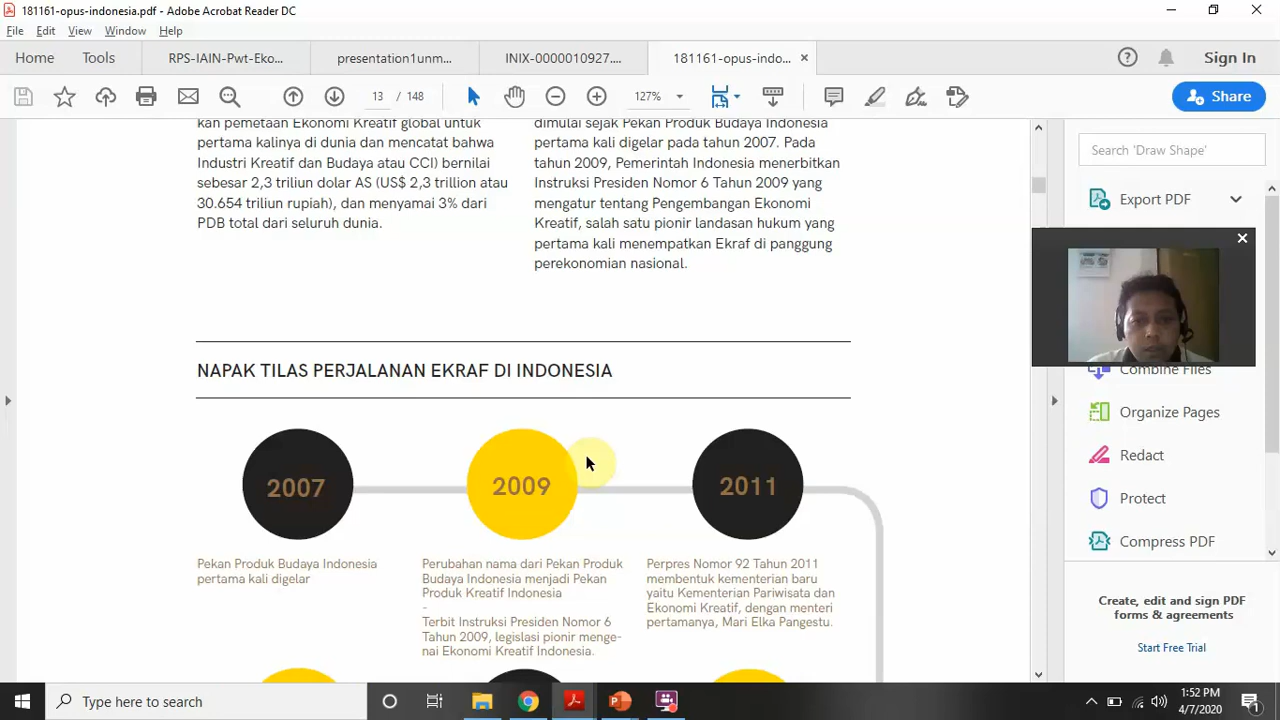 181161-opus-indonesia.pdf - Adobe Acrobat Reader DC
File Edit View Window Help
Home Tools RPS-IAIN-Pwt-Eko... presentation1unm... INIX-0000010927... 181161-opus-indo... ×
Sign In
13 / 148 127% Share
kan pemetaan Ekonomi Kreatif global untuk
pertama kalinya di dunia dan mencatat bahwa
Industri Kreatif dan Budaya atau CCI) bernilai
sebesar 2,3 triliun dolar AS (US$ 2,3 trillion atau
30.654 triliun rupiah), dan menyamai 3% dari
PDB total dari seluruh dunia.
dimulai sejak Pekan Produk Budaya Indonesia
pertama kali digelar pada tahun 2007. Pada
tahun 2009, Pemerintah Indonesia menerbitkan
Instruksi Presiden Nomor 6 Tahun 2009 yang
mengatur tentang Pengembangan Ekonomi
Kreatif, salah satu pionir landasan hukum yang
pertama kali menempatkan Ekraf di panggung
perekonomian nasional.
NAPAK TILAS PERJALANAN EKRAF DI INDONESIA
2007
Pekan Produk Budaya Indonesia
pertama kali digelar
2009
Perubahan nama dari Pekan Produk
Budaya Indonesia menjadi Pekan
Produk Kreatif Indonesia
-
Terbit Instruksi Presiden Nomor 6
Tahun 2009, legislasi pionir menge-
nai Ekonomi Kreatif Indonesia.
2011
Perpres Nomor 92 Tahun 2011
membentuk kementerian baru
yaitu Kementerian Pariwisata dan
Ekonomi Kreatif, dengan menteri
pertamanya, Mari Elka Pangestu.
Search 'Draw Shape'
Export PDF
Combine Files
Organize Pages
Redact
Protect
Compress PDF
Create, edit and sign PDF
forms & agreements
Start Free Trial
Type here to search
1:52 PM
4/7/2020
1